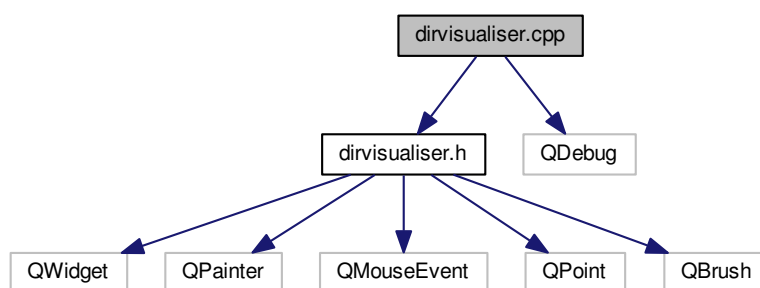 dirvisualiser.cpp
dirvisualiser.h
QDebug
QWidget
QPainter
QMouseEvent
QPoint
QBrush